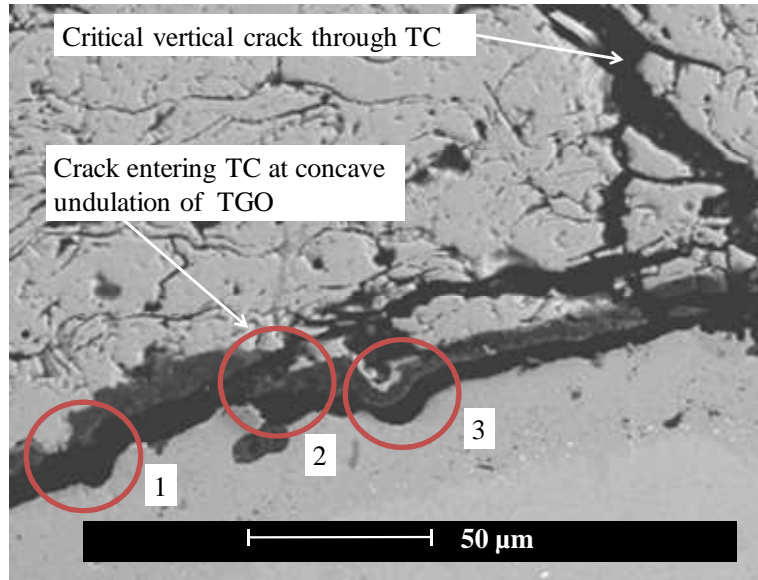 Critical vertical crack through TC
Crack entering TC at concave
undulation of TGO
1
2
3
50 µm